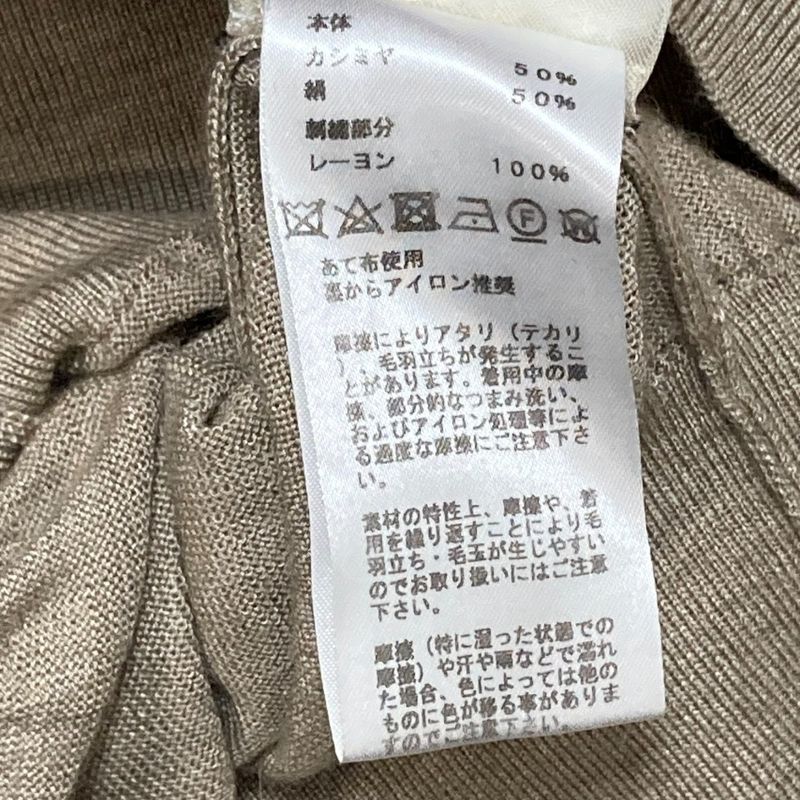 本体
カシミヤ 50%
絹 50%
刺繍部分
レーヨン 100%
F W
あて布使用
裏からアイロン推奨
摩擦によりアタリ（テカリ
）、毛羽立ちが発生するこ
とがあります。着用中の摩
擦、部分的なつまみ洗い、
およびアイロン処理等によ
る過度な摩擦にご注意下さ
い。
素材の特性上、摩擦や、着
用を繰り返すことにより毛
羽立ち・毛玉が生じやすい
のでお取り扱いにはご注意
下さい。
摩擦（特に湿った状態での
摩擦）や汗や雨などで濡れ
た場合、色によっては他の
ものに色が移る事がありま
すのでご注意下さい。